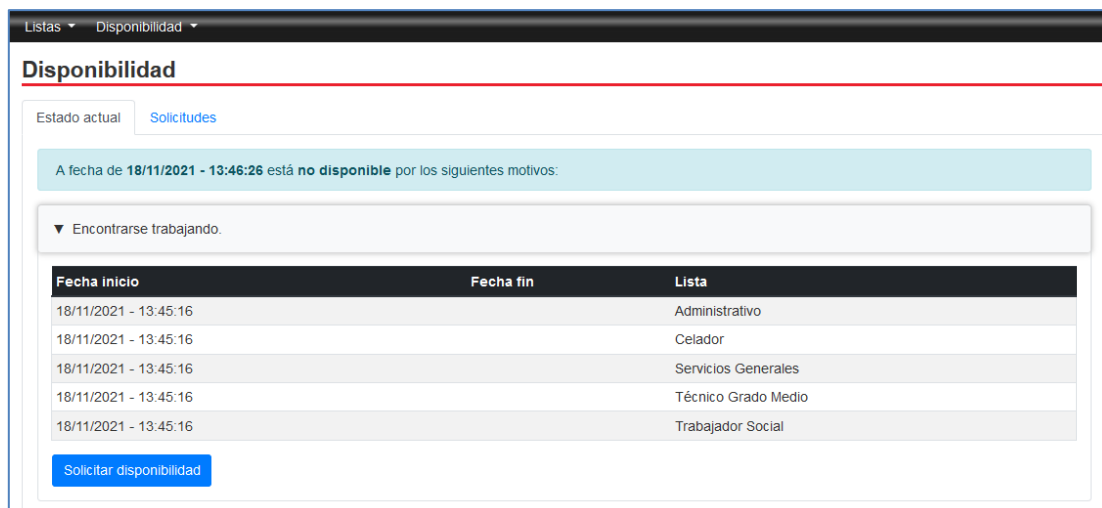 Listas Disponibilidad
Disponibilidad
Estado actual Solicitudes
A fecha de 18/11/2021 - 13:46:26 está no disponible por los siguientes motivos:
▼ Encontrarse trabajando.
Fecha inicio Fecha fin Lista
18/11/2021 - 13:45:16 Administrativo
18/11/2021 - 13:45:16 Celador
18/11/2021 - 13:45:16 Servicios Generales
18/11/2021 - 13:45:16 Técnico Grado Medio
18/11/2021 - 13:45:16 Trabajador Social
Solicitar disponibilidad